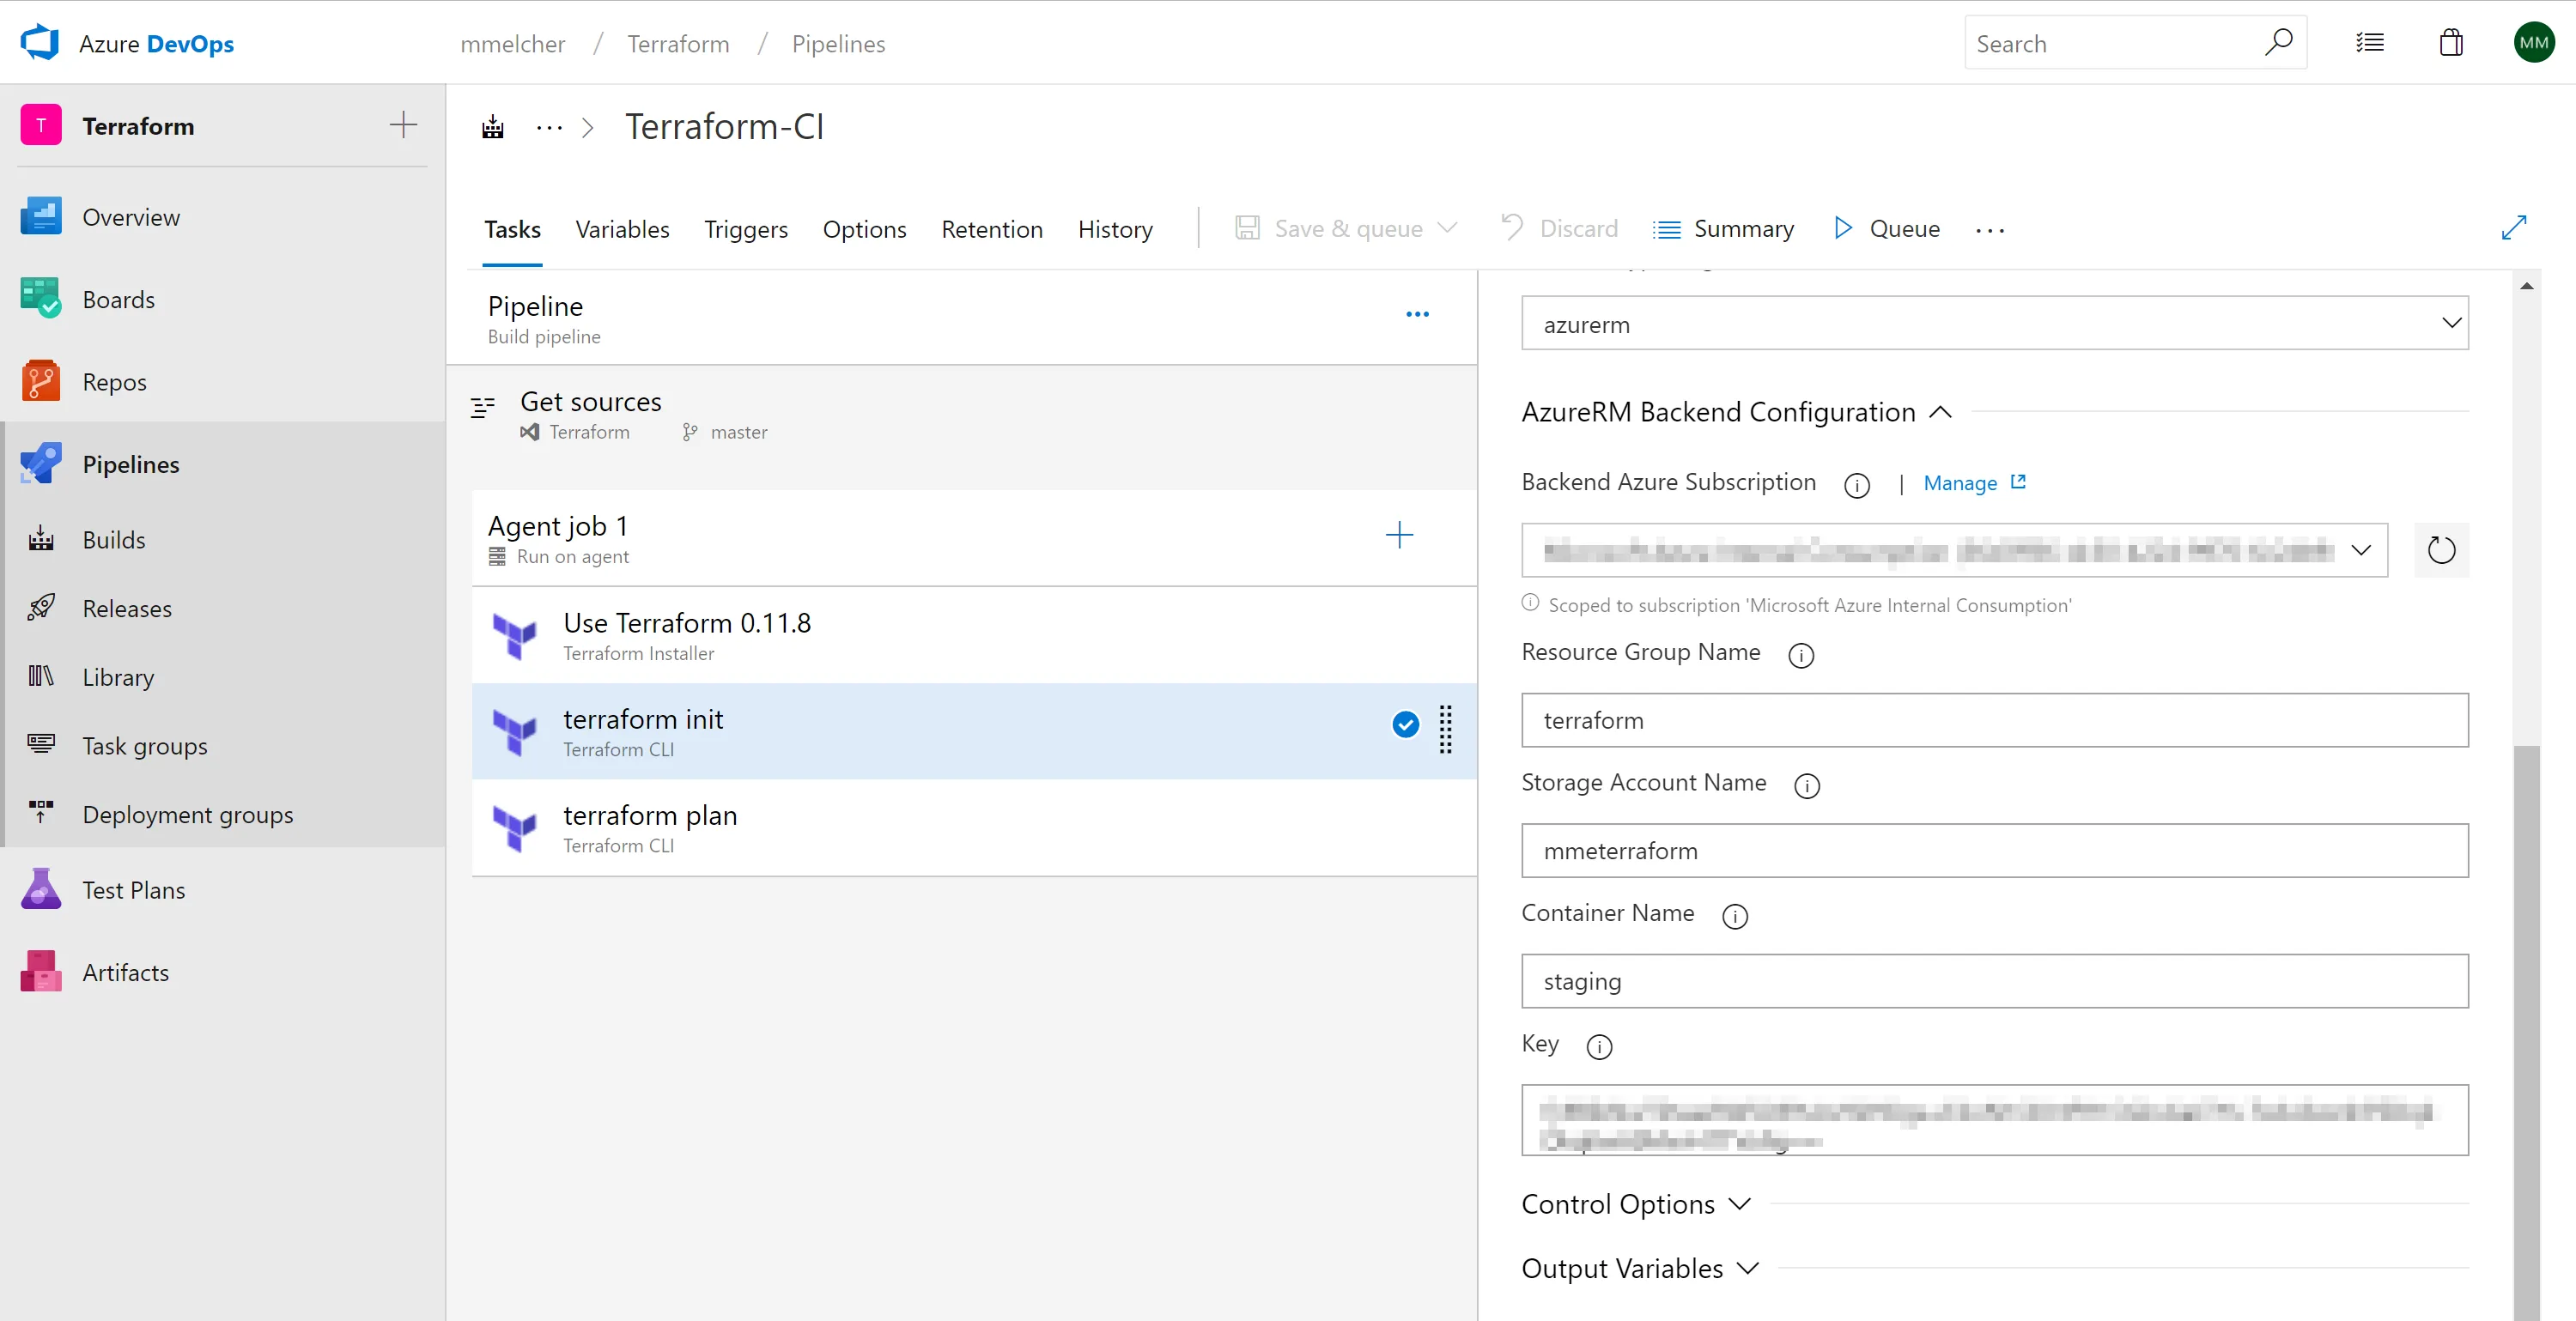 Azure DevOps
mmelcher / Terraform / Pipelines
Search
MM
T
Terraform
Overview
Boards
Repos
Pipelines
Builds
Releases
Library
Task groups
Deployment groups
Test Plans
Artifacts
... > Terraform-CI
Tasks
Variables
Triggers
Options
Retention
History
Save & queue
Discard
Summary
Queue
...
Pipeline
Build pipeline
Get sources
Terraform
master
Agent job 1
Run on agent
Use Terraform 0.11.8
Terraform Installer
terraform init
Terraform CLI
terraform plan
Terraform CLI
azurerm
AzureRM Backend Configuration
Backend Azure Subscription | Manage
Scoped to subscription 'Microsoft Azure Internal Consumption'
Resource Group Name
terraform
Storage Account Name
mmeterraform
Container Name
staging
Key
Control Options
Output Variables